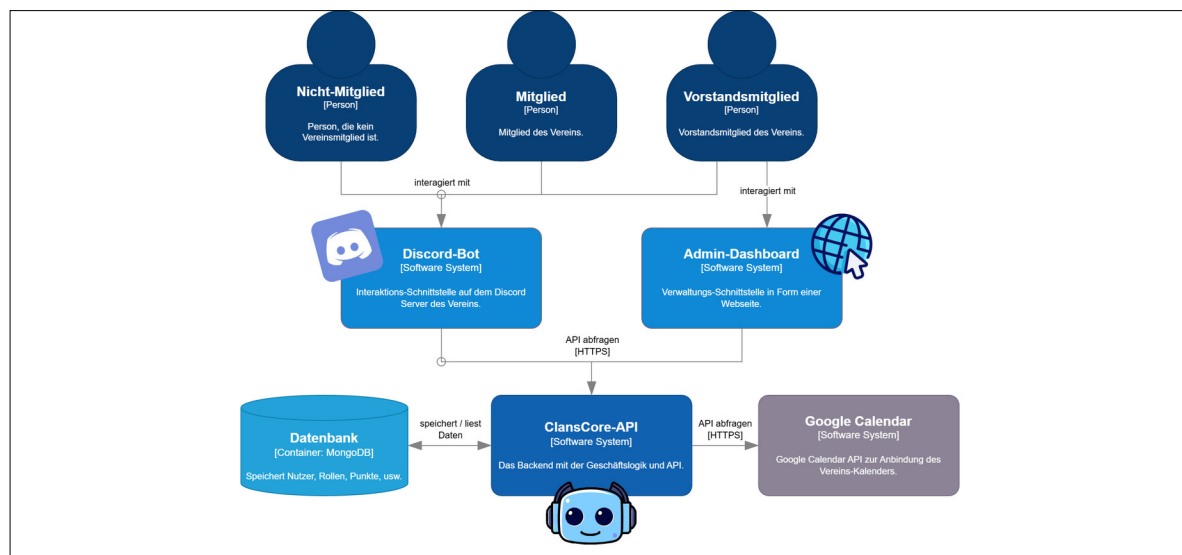 Nicht-Mitglied
[Person]
Person, die kein
Vereinsmitglied ist.
Mitglied
[Person]
Mitglied des Vereins.
Vorstandsmitglied
[Person]
Vorstandsmitglied des Vereins.
interagiert mit
interagiert mit
Discord-Bot
[Software System]
Interaktions-Schnittstelle auf dem Discord
Server des Vereins.
Admin-Dashboard
[Software System]
Verwaltungs-Schnittstelle in Form einer
Webseite.
API abfragen
[HTTPS]
Datenbank
[Container: MongoDB]
Speichert Nutzer, Rollen, Punkte, usw.
speichert / liest
Daten
ClansCore-API
[Software System]
Das Backend mit der Geschäftslogik und API.
API abfragen
[HTTPS]
Google Calendar
[Software System]
Google Calendar API zur Anbindung des
Vereins-Kalenders.